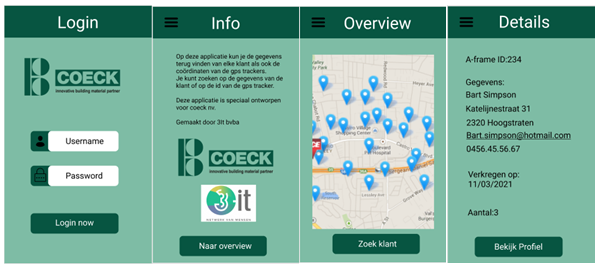 Login
COECK
innovative building material partner
Username
Password
Login now
Info
Op deze applicatie kun je de gegevens
terug vinden van elke klant als ook de
coördinaten van de gps trackers.
Je kunt zoeken op de gegevens van de
klant of op de id van de gps tracker.
Deze applicatie is speciaal ontworpen
voor coeck nv.
Gemaakt door 3it bvba
COECK
innovative building material partner
3-it
Naar overview
Overview
Shopping Center
Hospital
Zoek klant
Details
A-frame ID:234
Gegevens:
Bart Simpson
Katelijnestraat 31
2320 Hoogstraten
Bart.simpson@hotmail.com
0456.45.56.67
Verkregen op:
11/03/2021
Aantal:3
Bekijk Profiel